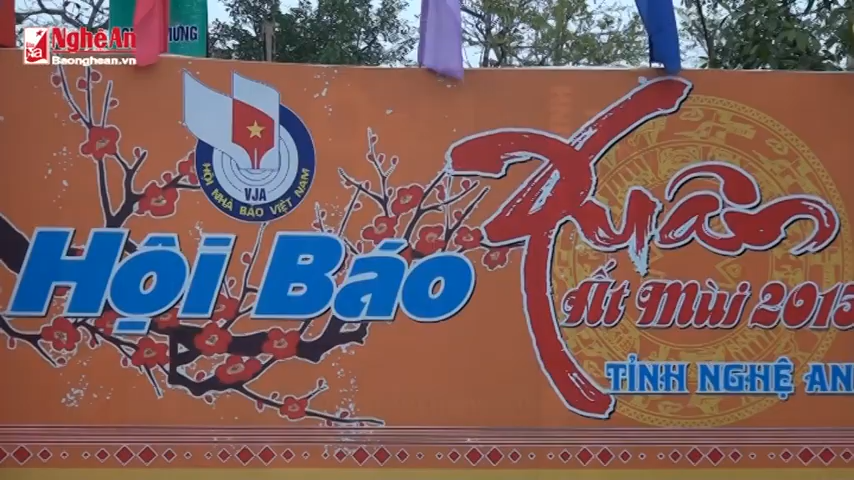 Nghệ An
Baonghean.vn
HƯNG
VJA
HỘI NHÀ BÁO VIỆT NAM
Hội Báo Xuân
Ất Mùi 2015
TỈNH NGHỆ AN